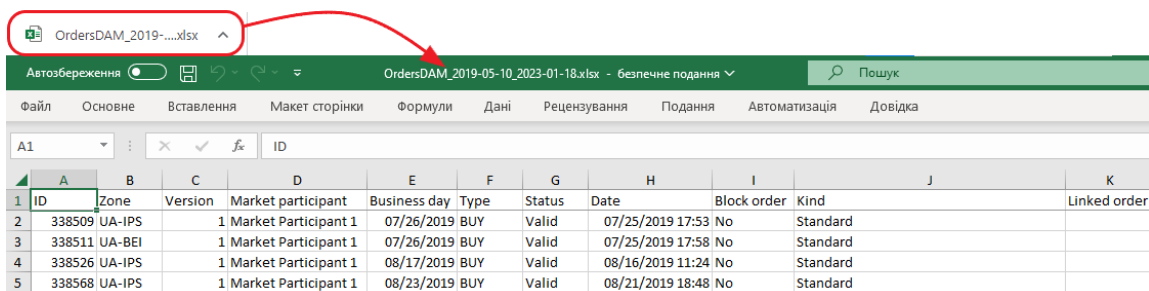 OrdersDAM_2019-....xlsx
Автозбереження OrdersDAM_2019-05-10_2023-01-18.xlsx - безпечне подання Пошук
Файл Основне Вставлення Макет сторінки Формули Дані Рецензування Подання Автоматизація Довідка
A1 fx ID
A B C D E F G H I J K
1 ID Zone Version Market participant Business day Type Status Date Block order Kind Linked order
2 338509 UA-IPS 1 Market Participant 1 07/26/2019 BUY Valid 07/25/2019 17:53 No Standard
3 338511 UA-BEI 1 Market Participant 1 07/26/2019 BUY Valid 07/25/2019 17:58 No Standard
4 338526 UA-IPS 1 Market Participant 1 08/17/2019 BUY Valid 08/16/2019 11:24 No Standard
5 338568 UA-IPS 1 Market Participant 1 08/23/2019 BUY Valid 08/21/2019 18:48 No Standard